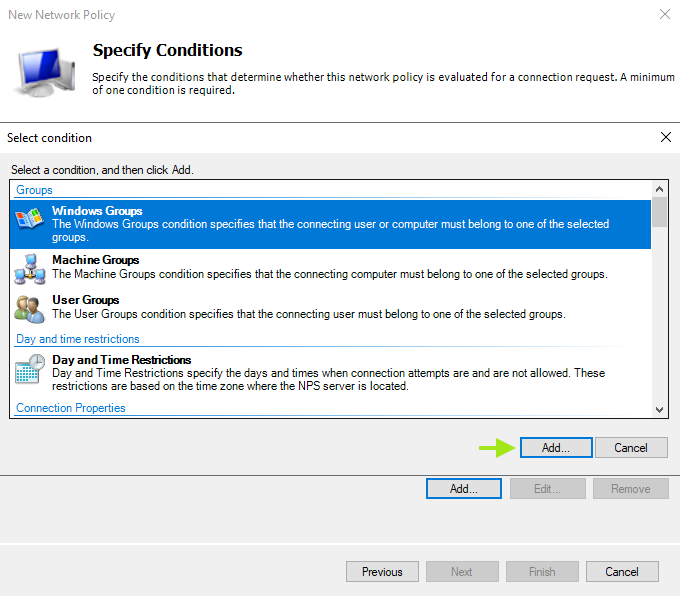 New Network Policy
Specify Conditions
Specify the conditions that determine whether this network policy is evaluated for a connection request. A minimum
of one condition is required.
Select condition
Select a condition, and then click Add.
Groups
Windows Groups
The Windows Groups condition specifies that the connecting user or computer must belong to one of the selected
groups.
Machine Groups
The Machine Groups condition specifies that the connecting computer must belong to one of the selected groups.
User Groups
The User Groups condition specifies that the connecting user must belong to one of the selected groups.
Day and time restrictions
Day and Time Restrictions
Day and Time Restrictions specify the days and times when connection attempts are and are not allowed. These
restrictions are based on the time zone where the NPS server is located.
Connection Properties
Add... Cancel
Add... Edit... Remove
Previous Next Finish Cancel